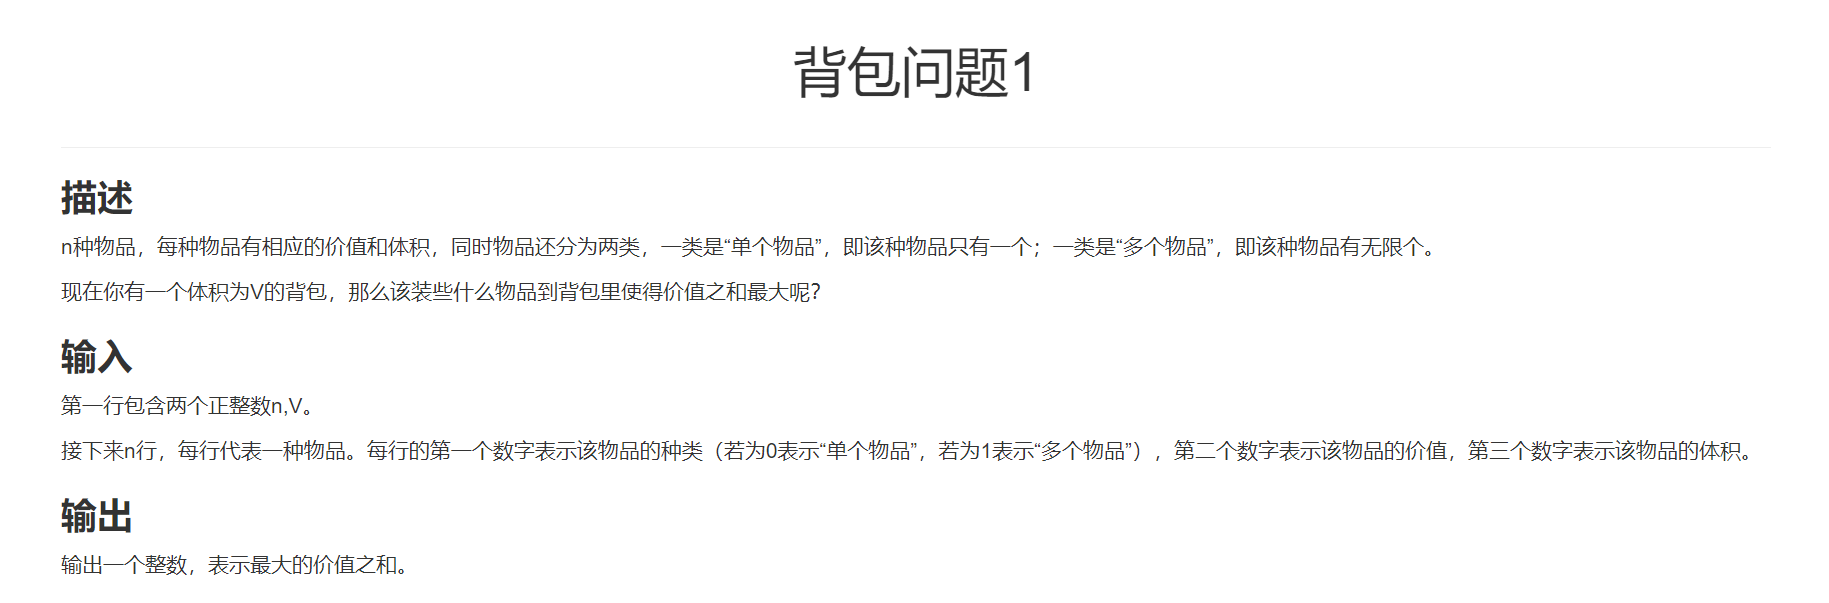 背包问题1
描述
n种物品，每种物品有相应的价值和体积，同时物品还分为两类，一类是“单个物品”，即该种物品只有一个；一类是“多个物品”，即该种物品有无限个。
现在你有一个体积为V的背包，那么该装些什么物品到背包里使得价值之和最大呢？
输入
第一行包含两个正整数n,V。
接下来n行，每行代表一种物品。每行的第一个数字表示该物品的种类（若为0表示“单个物品”，若为1表示“多个物品”），第二个数字表示该物品的价值，第三个数字表示该物品的体积。
输出
输出一个整数，表示最大的价值之和。